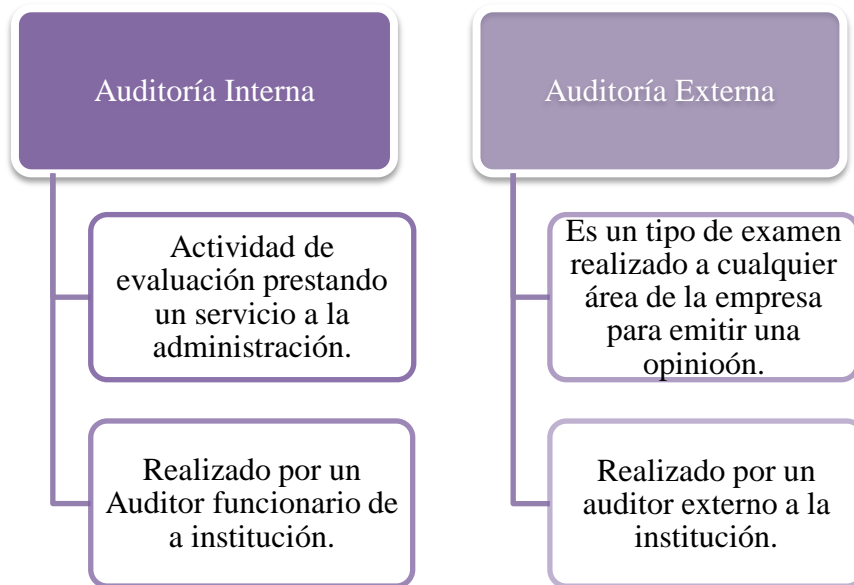 Auditoría Interna
Actividad de
evaluación prestando
un servicio a la
administración.
Realizado por un
Auditor funcionario de
a institución.
Auditoría Externa
Es un tipo de examen
realizado a cualquier
área de la empresa
para emitir una
opinioón.
Realizado por un
auditor externo a la
institución.